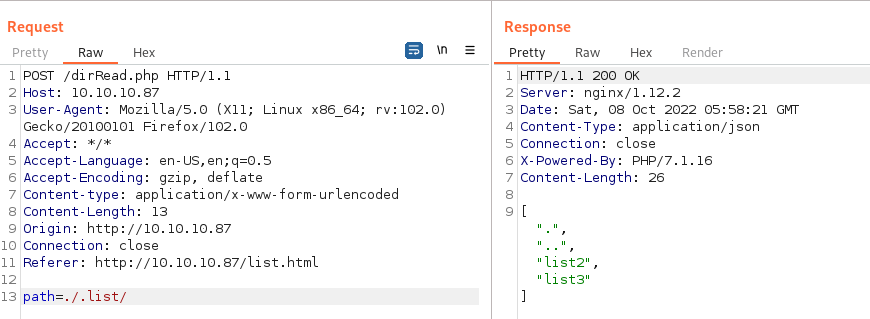 Request
Pretty Raw Hex
\n
1 POST /dirRead.php HTTP/1.1
2 Host: 10.10.10.87
3 User-Agent: Mozilla/5.0 (X11; Linux x86_64; rv:102.0)
Gecko/20100101 Firefox/102.0
4 Accept: */*
5 Accept-Language: en-US,en;q=0.5
6 Accept-Encoding: gzip, deflate
7 Content-type: application/x-www-form-urlencoded
8 Content-Length: 13
9 Origin: http://10.10.10.87
10 Connection: close
11 Referer: http://10.10.10.87/list.html
12
13 path=./.list/
Response
Pretty Raw Hex Render
1 HTTP/1.1 200 OK
2 Server: nginx/1.12.2
3 Date: Sat, 08 Oct 2022 05:58:21 GMT
4 Content-Type: application/json
5 Connection: close
6 X-Powered-By: PHP/7.1.16
7 Content-Length: 26
8
9 [
".",
"..",
"list2",
"list3"
]